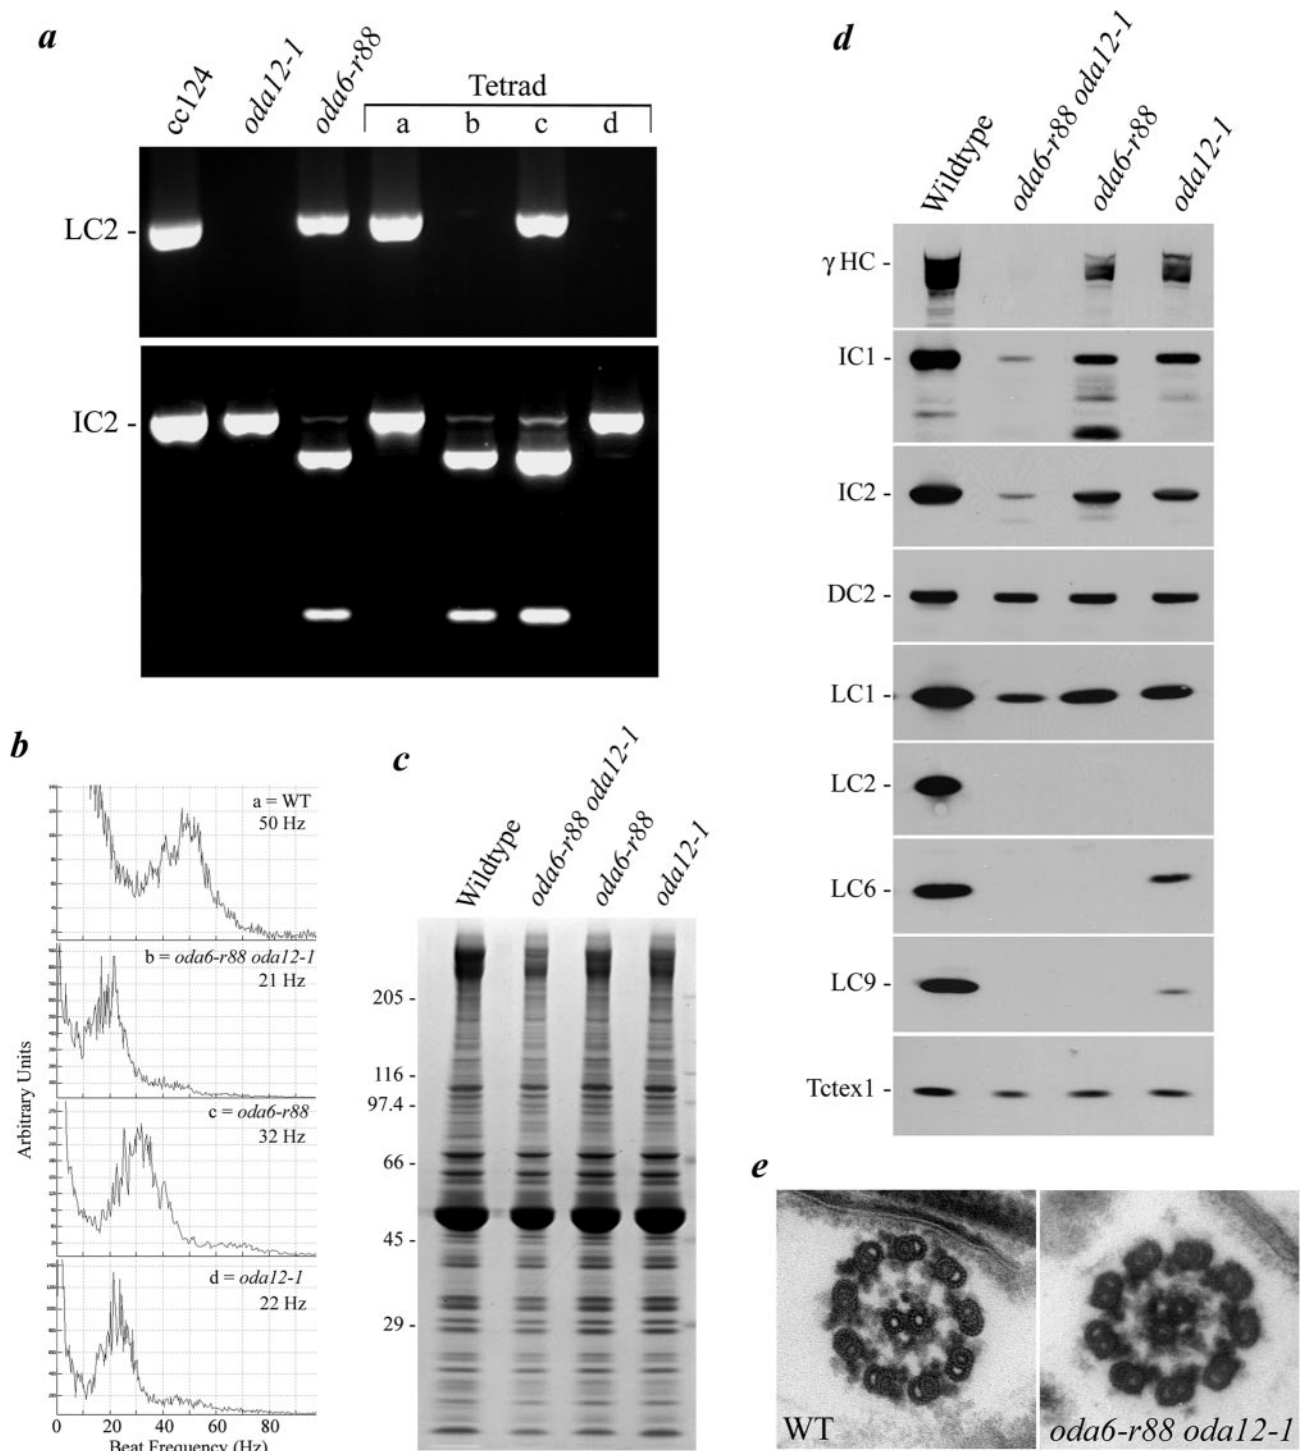 a
cc124
oda12-1
oda6-r88
Tetrad
a b c d
LC2 -
IC2 -
b
a = WT
50 Hz
b = oda6-r88 oda12-1
21 Hz
c = oda6-r88
32 Hz
d = oda12-1
22 Hz
Arbitrary Units
0 20 40 60 80
Beat Frequency (Hz)
c
Wildtype
oda6-r88 oda12-1
oda6-r88
oda12-1
205 -
116 -
97.4 -
66 -
45 -
29 -
d
Wildtype
oda6-r88 oda12-1
oda6-r88
oda12-1
γ HC -
IC1 -
IC2 -
DC2 -
LC1 -
LC2 -
LC6 -
LC9 -
Tctex1 -
e
WT
oda6-r88 oda12-1